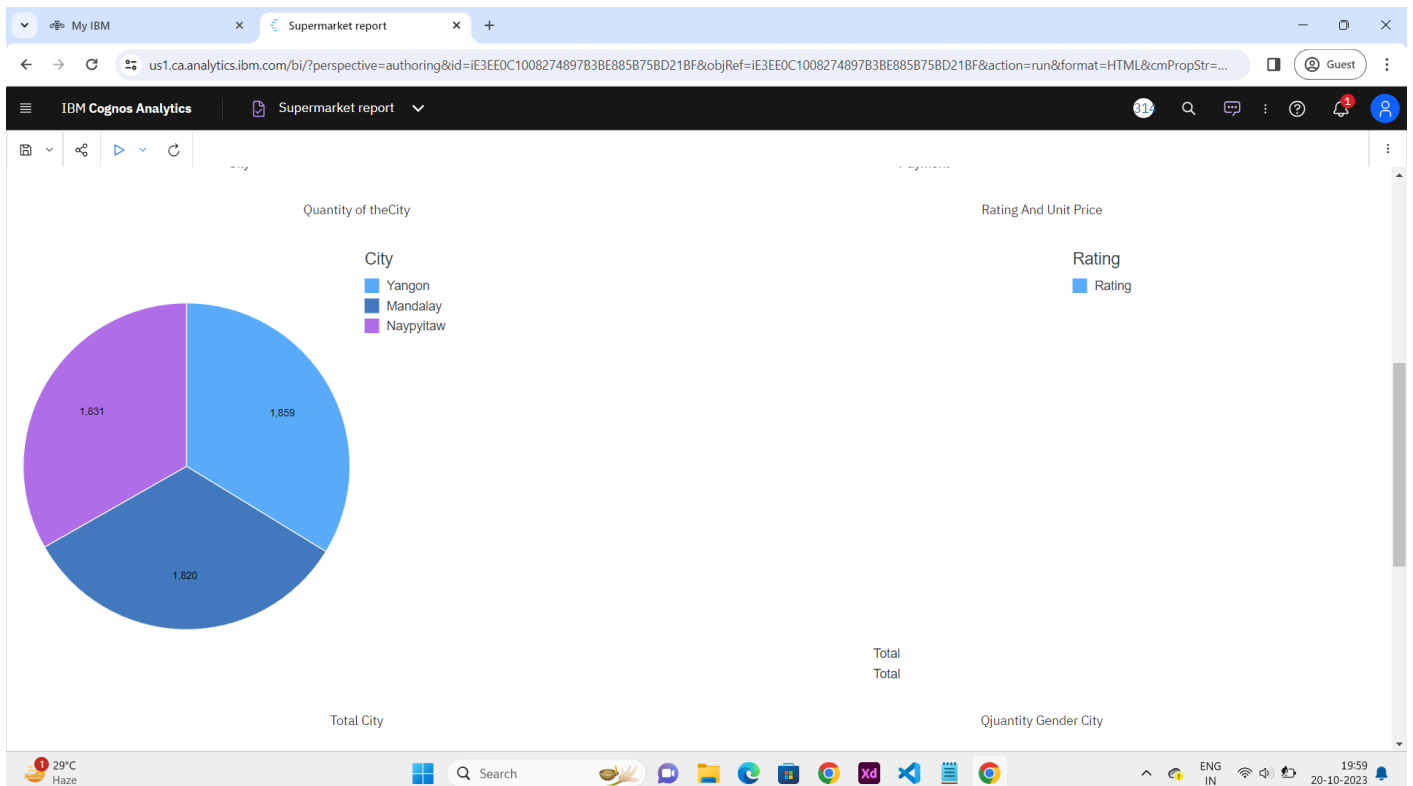 My IBM
Supermarket report
us1.ca.analytics.ibm.com/bi/?perspective=authoring&id=iE3EE0C1008274897B3BE885B75BD21BF&objRef=iE3EE0C1008274897B3BE885B75BD21BF&action=run&format=HTML&cmPropStr=...
Guest
IBM Cognos Analytics
Supermarket report
314
1
Quantity of theCity
Rating And Unit Price
City
Yangon
Mandalay
Naypyitaw
Rating
Rating
1,831
1,859
1,820
Total
Total
Total City
Qjuantity Gender City
1
29°C
Haze
Search
Xd
ENG
IN
19:59
20-10-2023